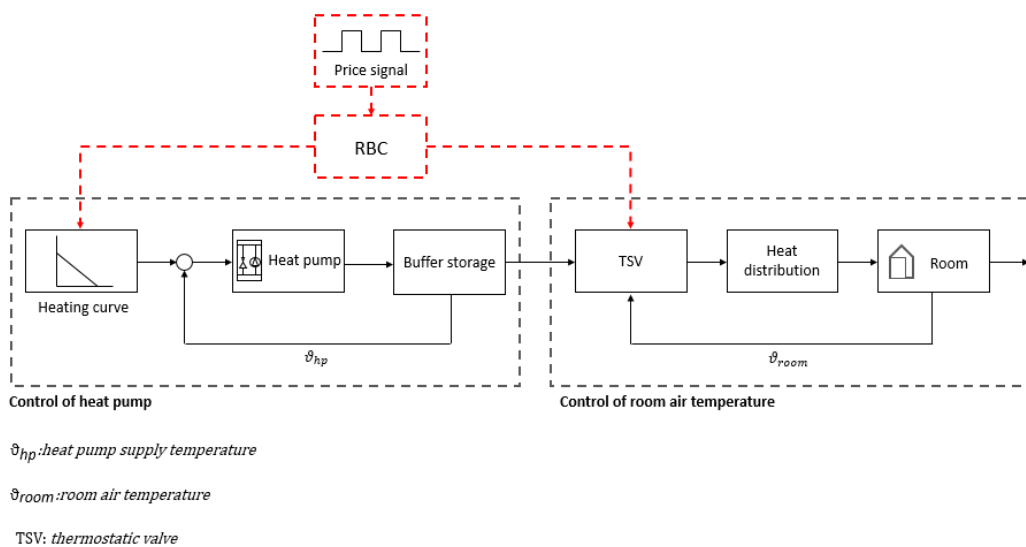 Price signal
RBC
Heat pump
Buffer storage
TSV
Heat
distribution
Room
Heating curve
ϑhp
ϑroom
Control of heat pump
Control of room air temperature
ϑhp:heat pump supply temperature
ϑroom:room air temperature
TSV: thermostatic valve